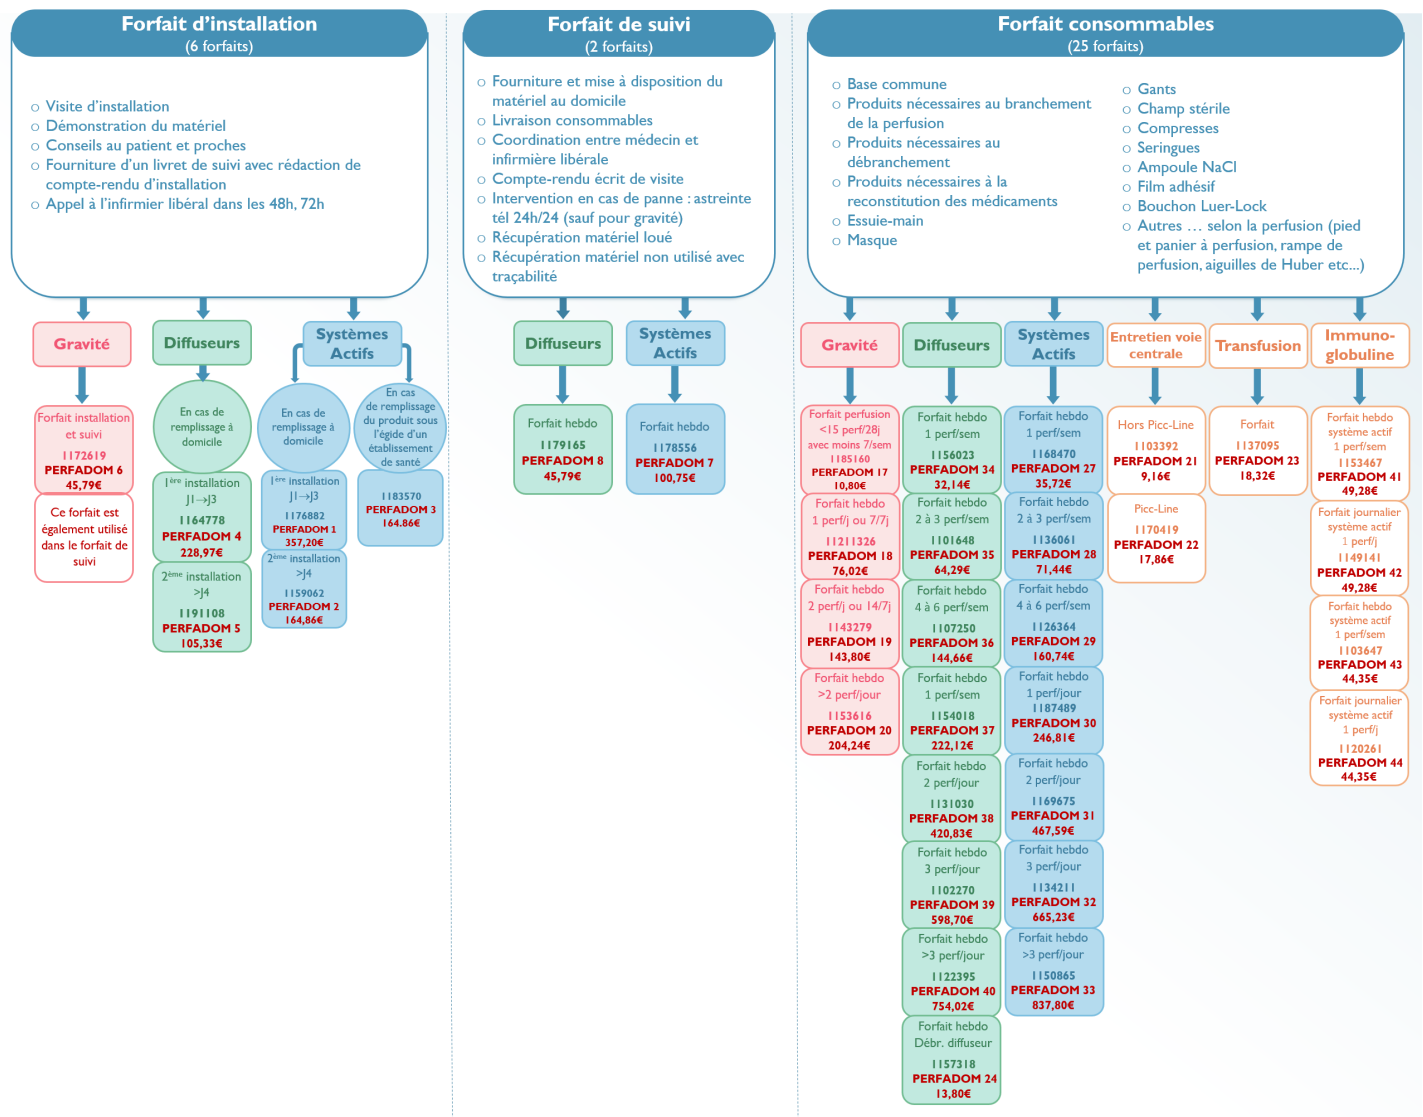 Forfait d'installation
(6 forfaits)
o Visite d'installation
o Démonstration du matériel
o Conseils au patient et proches
o Fourniture d'un livret de suivi avec rédaction de
compte-rendu d'installation
o Appel à l'infirmier libéral dans les 48h, 72h
Gravité
Forfait installation
et suivi
1172619
PERFADOM 6
45,79€
Ce forfait est
également utilisé
dans le forfait de
suivi
Diffuseurs
En cas de
remplissage à
domicile
1ère installation
J1→J3
1164778
PERFADOM 4
228,97€
2ème installation
>J4
1191108
PERFADOM 5
105,33€
Systèmes
Actifs
En cas de
remplissage à
domicile
1ère installation
J1→J3
1176882
PERFADOM 1
357,20€
2ème installation
>J4
1159062
PERFADOM 2
164,86€
En cas
de remplissage
du produit sous
l'égide d'un
établissement
de santé
1183570
PERFADOM 3
164.86€
Forfait de suivi
(2 forfaits)
o Fourniture et mise à disposition du
matériel au domicile
o Livraison consommables
o Coordination entre médecin et
infirmière libérale
o Compte-rendu écrit de visite
o Intervention en cas de panne : astreinte
tél 24h/24 (sauf pour gravité)
o Récupération matériel loué
o Récupération matériel non utilisé avec
traçabilité
Diffuseurs
Forfait hebdo
1179165
PERFADOM 8
45,79€
Systèmes
Actifs
Forfait hebdo
1178556
PERFADOM 7
100,75€
Forfait consommables
(25 forfaits)
o Base commune
o Produits nécessaires au branchement
de la perfusion
o Produits nécessaires au
débranchement
o Produits nécessaires à la
reconstitution des médicaments
o Essuie-main
o Masque
o Gants
o Champ stérile
o Compresses
o Seringues
o Ampoule NaCl
o Film adhésif
o Bouchon Luer-Lock
o Autres … selon la perfusion (pied
et panier à perfusion, rampe de
perfusion, aiguilles de Huber etc...)
Gravité
Forfait perfusion
<15 perf/28j
avec moins 7/sem
1185160
PERFADOM 17
10,80€
Forfait hebdo
1 perf/j ou 7/7j
11211326
PERFADOM 18
76,02€
Forfait hebdo
2 perf/j ou 14/7j
1143279
PERFADOM 19
143,80€
Forfait hebdo
>2 perf/jour
1153616
PERFADOM 20
204,24€
Diffuseurs
Forfait hebdo
1 perf/sem
1156023
PERFADOM 34
32,14€
Forfait hebdo
2 à 3 perf/sem
1101648
PERFADOM 35
64,29€
Forfait hebdo
4 à 6 perf/sem
1107250
PERFADOM 36
144,66€
Forfait hebdo
1 perf/sem
1154018
PERFADOM 37
222,12€
Forfait hebdo
2 perf/jour
1131030
PERFADOM 38
420,83€
Forfait hebdo
3 perf/jour
1102270
PERFADOM 39
598,70€
Forfait hebdo
>3 perf/jour
1122395
PERFADOM 40
754,02€
Forfait hebdo
Débr. diffuseur
1157318
PERFADOM 24
13,80€
Systèmes
Actifs
Forfait hebdo
1 perf/sem
1168470
PERFADOM 27
35,72€
Forfait hebdo
2 à 3 perf/sem
1136061
PERFADOM 28
71,44€
Forfait hebdo
4 à 6 perf/sem
1126364
PERFADOM 29
160,74€
Forfait hebdo
1 perf/jour
1187489
PERFADOM 30
246,81€
Forfait hebdo
2 perf/jour
1169675
PERFADOM 31
467,59€
Forfait hebdo
3 perf/jour
1134211
PERFADOM 32
665,23€
Forfait hebdo
>3 perf/jour
1150865
PERFADOM 33
837,80€
Entretien voie
centrale
Hors Picc-Line
1103392
PERFADOM 21
9,16€
Picc-Line
1170419
PERFADOM 22
17,86€
Transfusion
Forfait
1137095
PERFADOM 23
18,32€
Immuno-
globuline
Forfait hebdo
système actif
1 perf/sem
1153467
PERFADOM 41
49,28€
Forfait journalier
système actif
1 perf/j
1149141
PERFADOM 42
49,28€
Forfait hebdo
système actif
1 perf/sem
1103647
PERFADOM 43
44,35€
Forfait journalier
système actif
1 perf/j
1120261
PERFADOM 44
44,35€